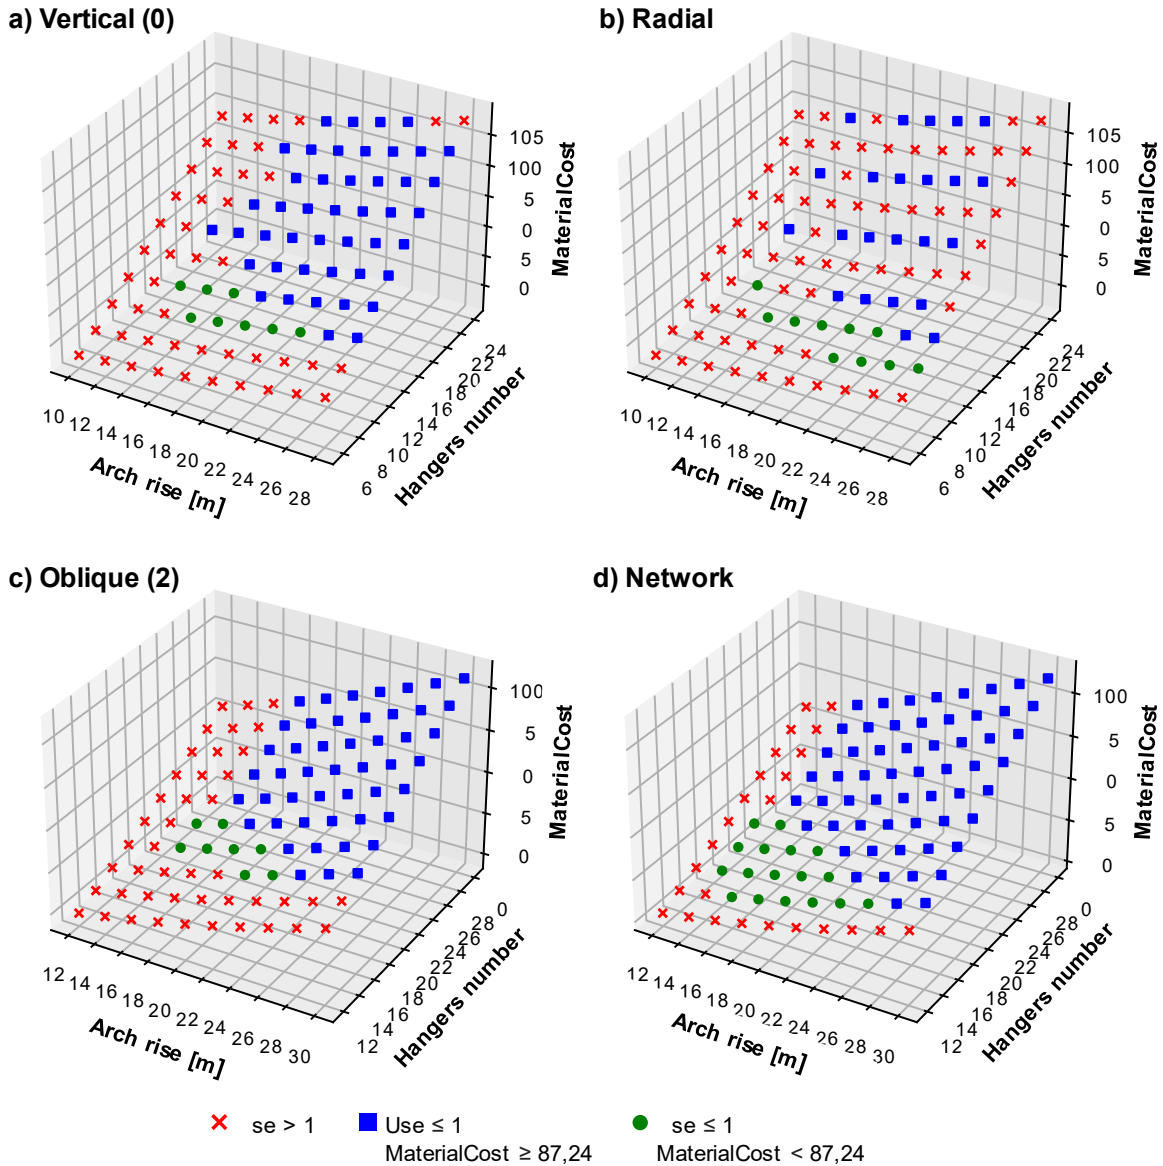 a) Vertical (0)
105
100
5
0
5
0
MaterialCost
10 12 14 16 18 20 22 24 26 28
Arch rise [m]
6 8 10 12 14 16 18 20 22 24
Hangers number
b) Radial
105
100
5
0
5
0
MaterialCost
10 12 14 16 18 20 22 24 26 28
Arch rise [m]
6 8 10 12 14 16 18 20 22 24
Hangers number
c) Oblique (2)
100
5
0
5
0
MaterialCost
12 14 16 18 20 22 24 26 28 30
Arch rise [m]
12 14 16 18 20 22 24 26 28 0
Hangers number
d) Network
100
5
0
5
0
MaterialCost
12 14 16 18 20 22 24 26 28 30
Arch rise [m]
12 14 16 18 20 22 24 26 28 0
Hangers number
se > 1
Use ≤ 1
MaterialCost ≥ 87,24
se ≤ 1
MaterialCost < 87,24